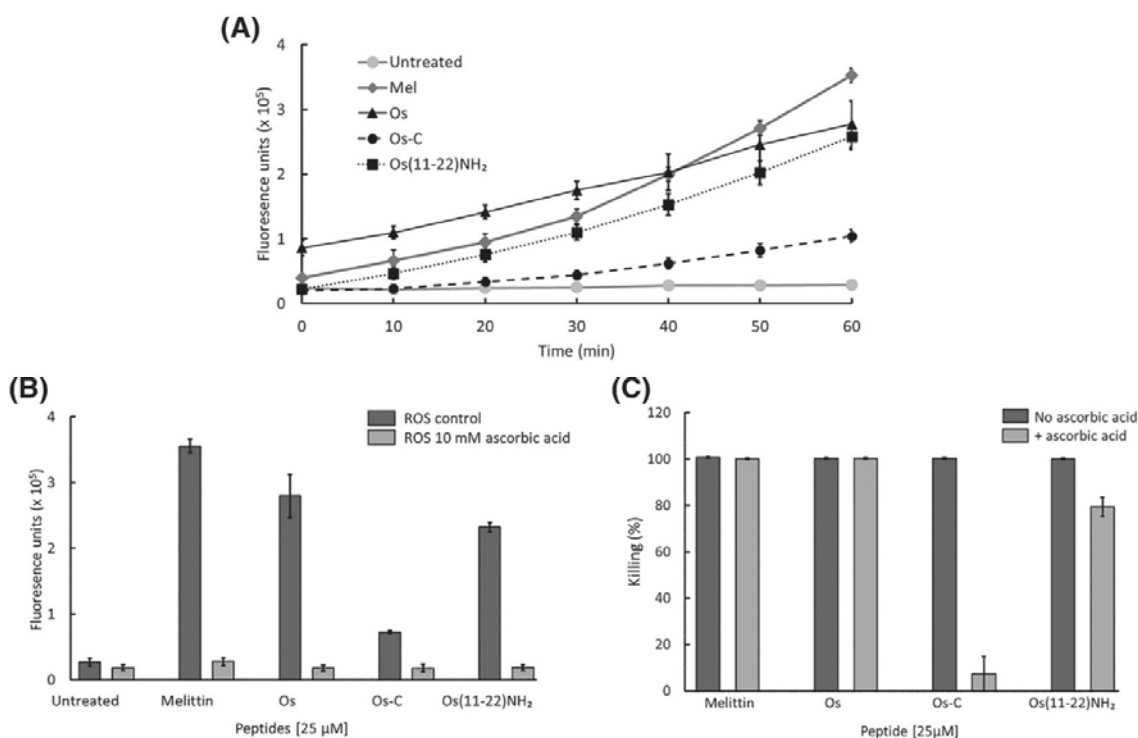 (A)
Fluoresence units (x 10⁵)
4
3
2
1
0
Untreated
Mel
Os
Os-C
Os(11-22)NH₂
0 10 20 30 40 50 60
Time (min)
(B)
Fluoresence units (x 10⁵)
4
3
2
1
0
ROS control
ROS 10 mM ascorbic acid
Untreated Melittin Os Os-C Os(11-22)NH₂
Peptides [25 µM]
(C)
Killing (%)
120
100
80
60
40
20
0
No ascorbic acid
+ ascorbic acid
Melittin Os Os-C Os(11-22)NH₂
Peptide [25µM]